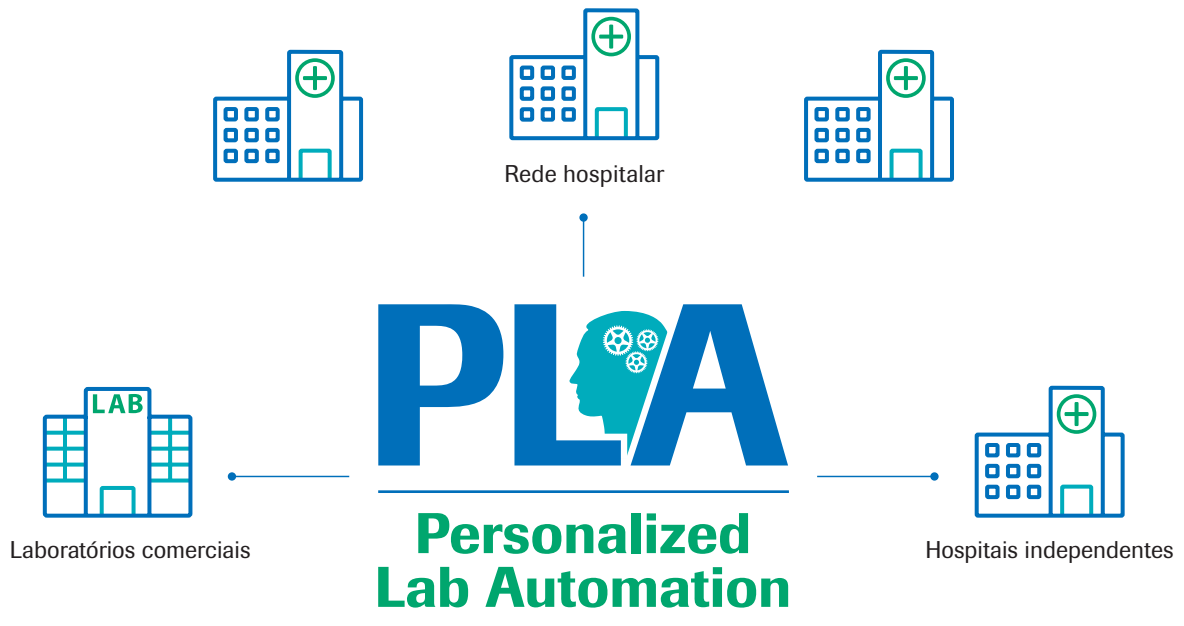 Rede hospitalar
PLA
LAB
Laboratórios comerciais
Hospitais independentes
Personalized
Lab Automation